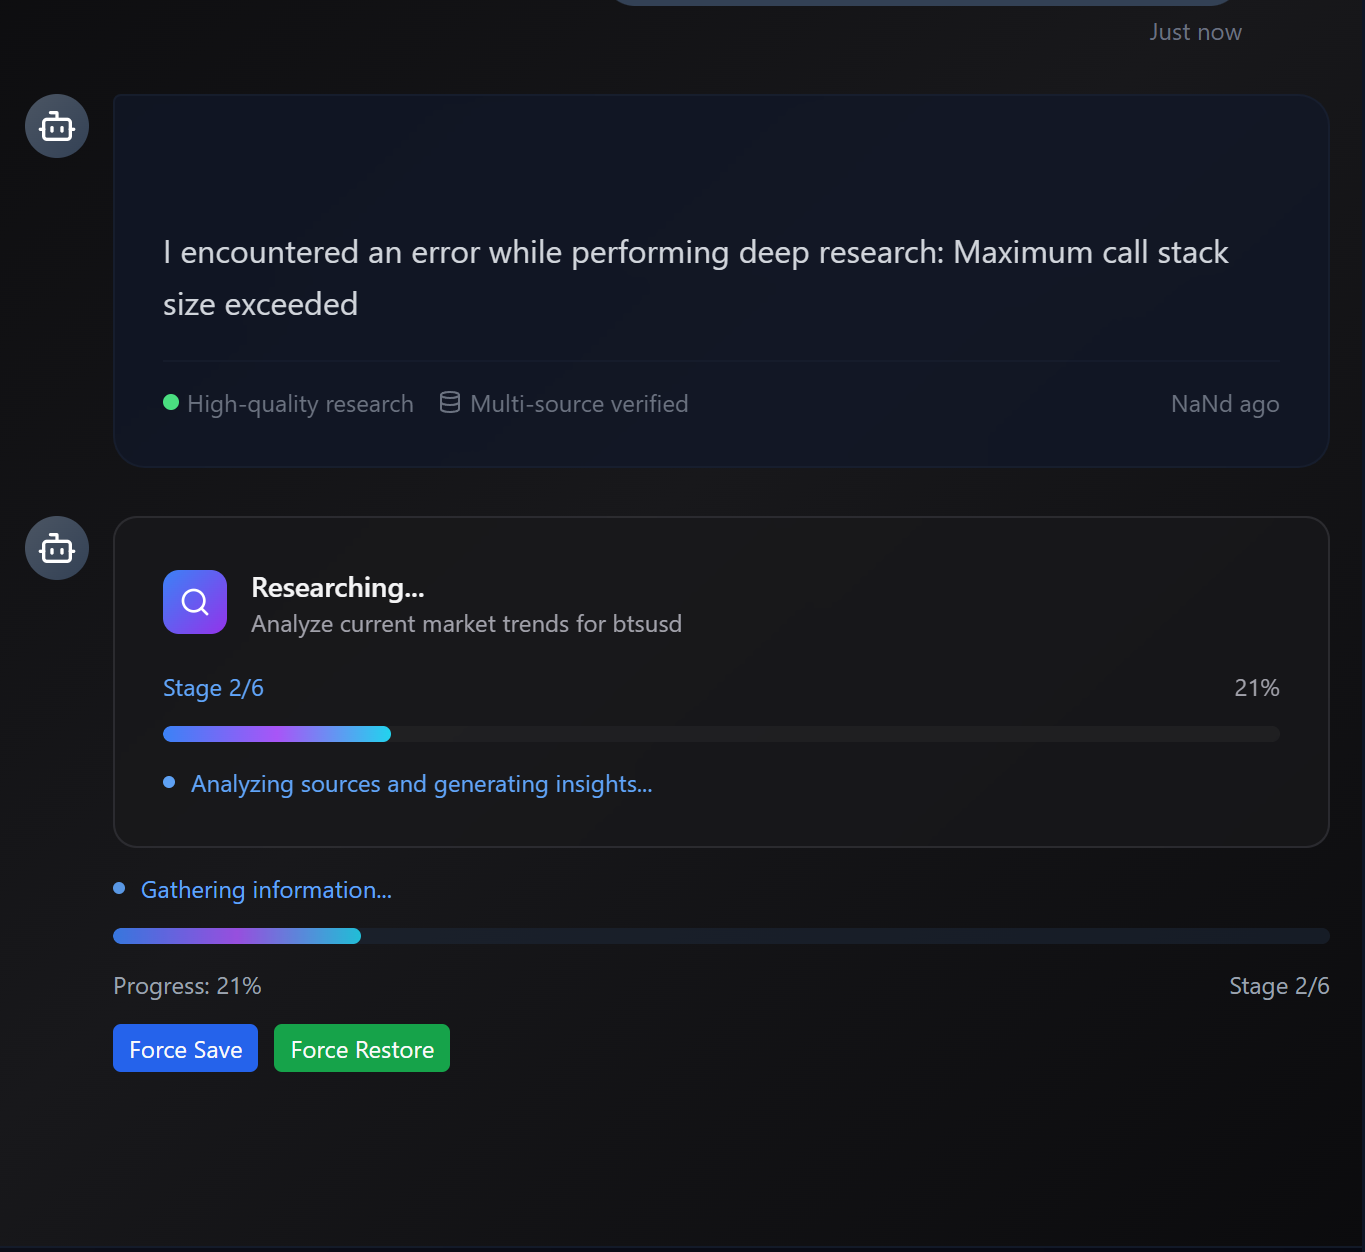 Just now
I encountered an error while performing deep research: Maximum call stack
size exceeded
High-quality research Multi-source verified NaNd ago
Researching...
Analyze current market trends for btsusd
Stage 2/6 21%
Analyzing sources and generating insights...
Gathering information...
Progress: 21% Stage 2/6
Force Save Force Restore